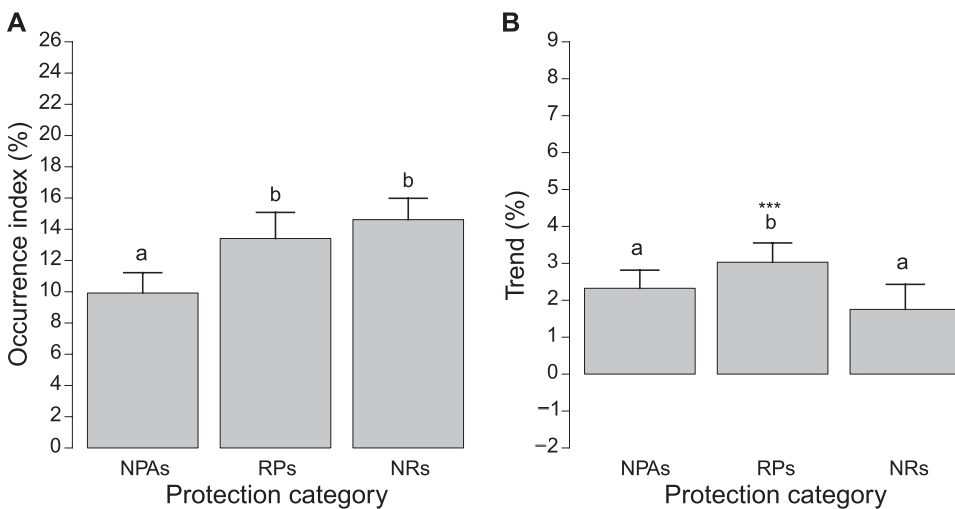 A
26
24
22
20
18
16
14
12
10
8
6
4
2
0
Occurrence index (%)
a
b
b
NPAs
RPs
NRs
Protection category
B
9
8
7
6
5
4
3
2
1
0
−1
−2
Trend (%)
a
***
b
a
NPAs
RPs
NRs
Protection category